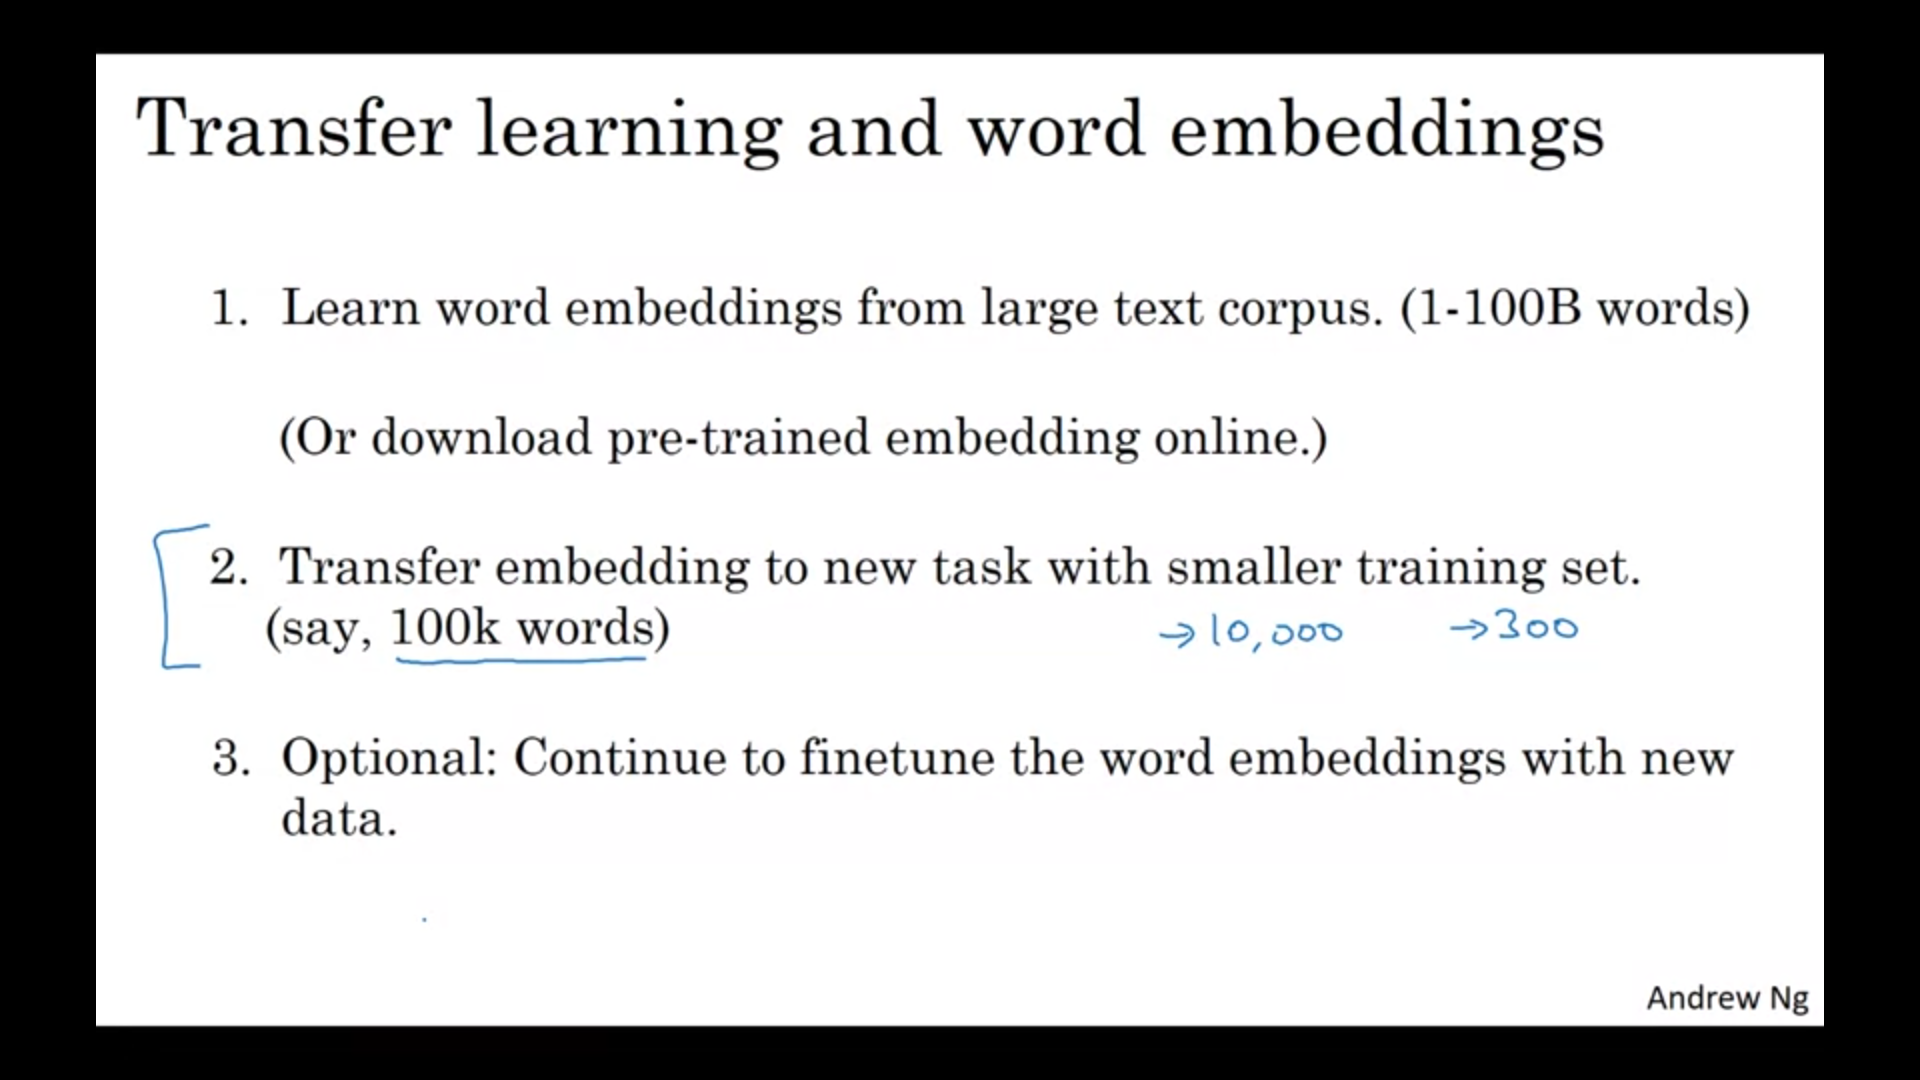 Transfer learning and word embeddings
1. Learn word embeddings from large text corpus. (1-100B words)
(Or download pre-trained embedding online.)
2. Transfer embedding to new task with smaller training set.
(say, 100k words) →10,000 →300
3. Optional: Continue to finetune the word embeddings with new
data.
Andrew Ng